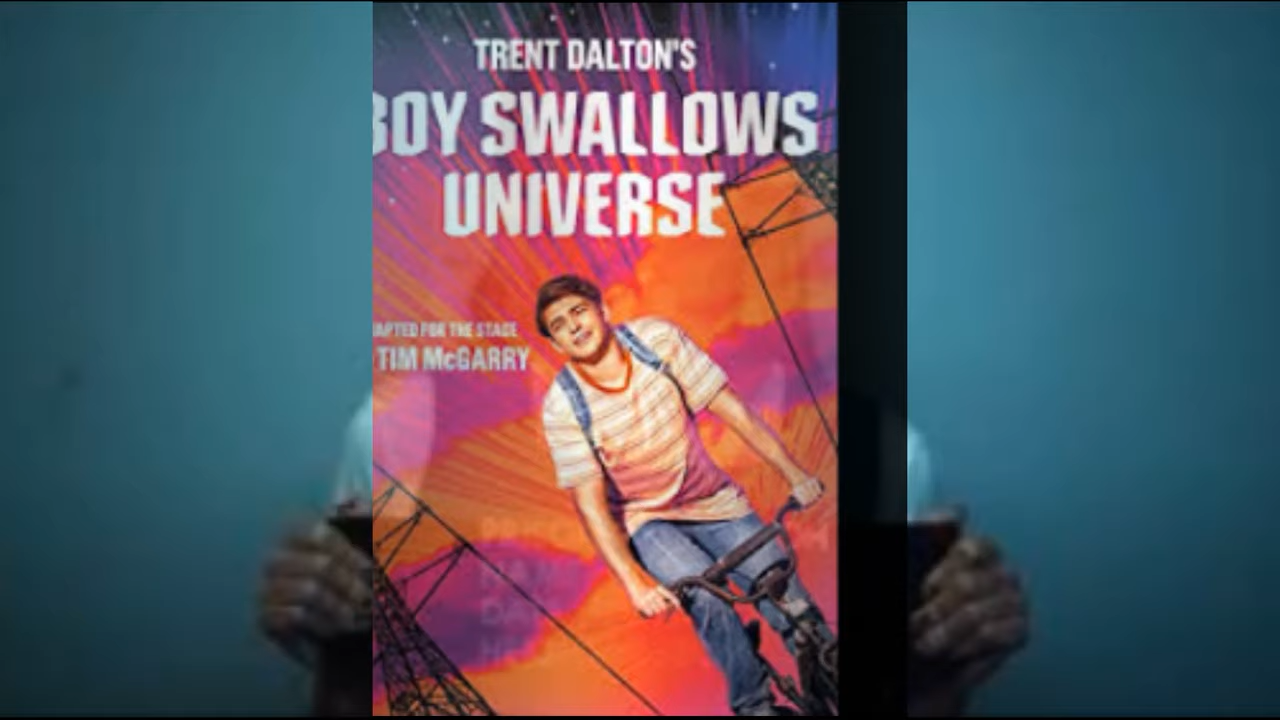 TRENT DALTON'S
BOY SWALLOWS
UNIVERSE
APTED FOR THE STAGE
TIM McGARRY